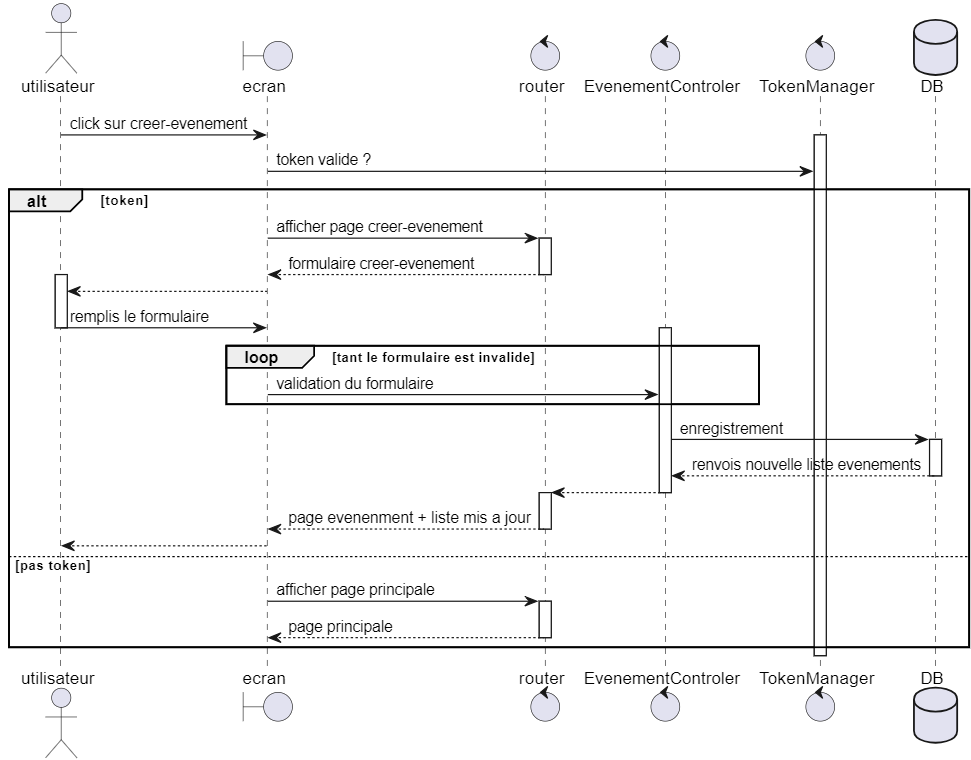 utilisateur ecran router EvenementControler TokenManager DB
click sur creer-evenement
token valide ?
alt [token]
afficher page creer-evenement
formulaire creer-evenement
remplis le formulaire
loop [tant le formulaire est invalide]
validation du formulaire
enregistrement
renvois nouvelle liste evenements
page evenenment + liste mis a jour
[pas token]
afficher page principale
page principale
utilisateur ecran router EvenementControler TokenManager DB